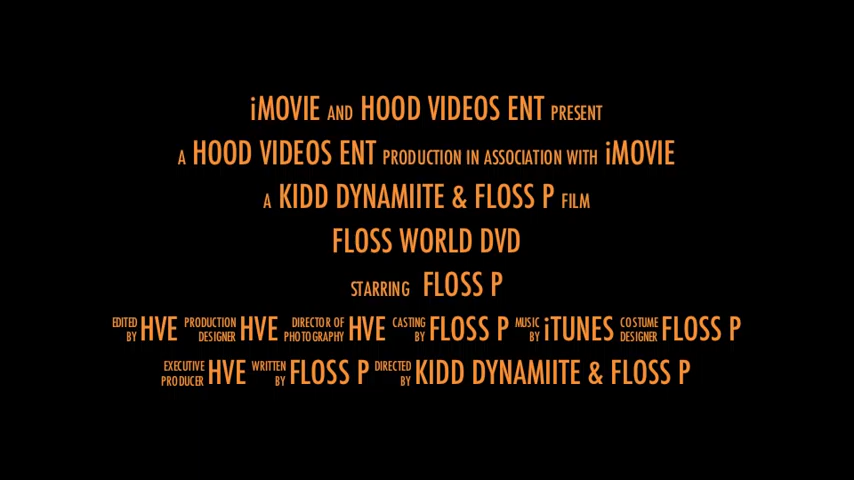 iMOVIE AND HOOD VIDEOS ENT PRESENT
A HOOD VIDEOS ENT PRODUCTION IN ASSOCIATION WITH iMOVIE
A KIDD DYNAMIITE & FLOSS P FILM
FLOSS WORLD DVD
STARRING FLOSS P
EDITED BY HVE PRODUCTION DESIGNER HVE DIRECTOR OF PHOTOGRAPHY HVE CASTING BY FLOSS P MUSIC BY iTUNES COSTUME DESIGNER FLOSS P
EXECUTIVE PRODUCER HVE WRITTEN BY FLOSS P DIRECTED BY KIDD DYNAMIITE & FLOSS P